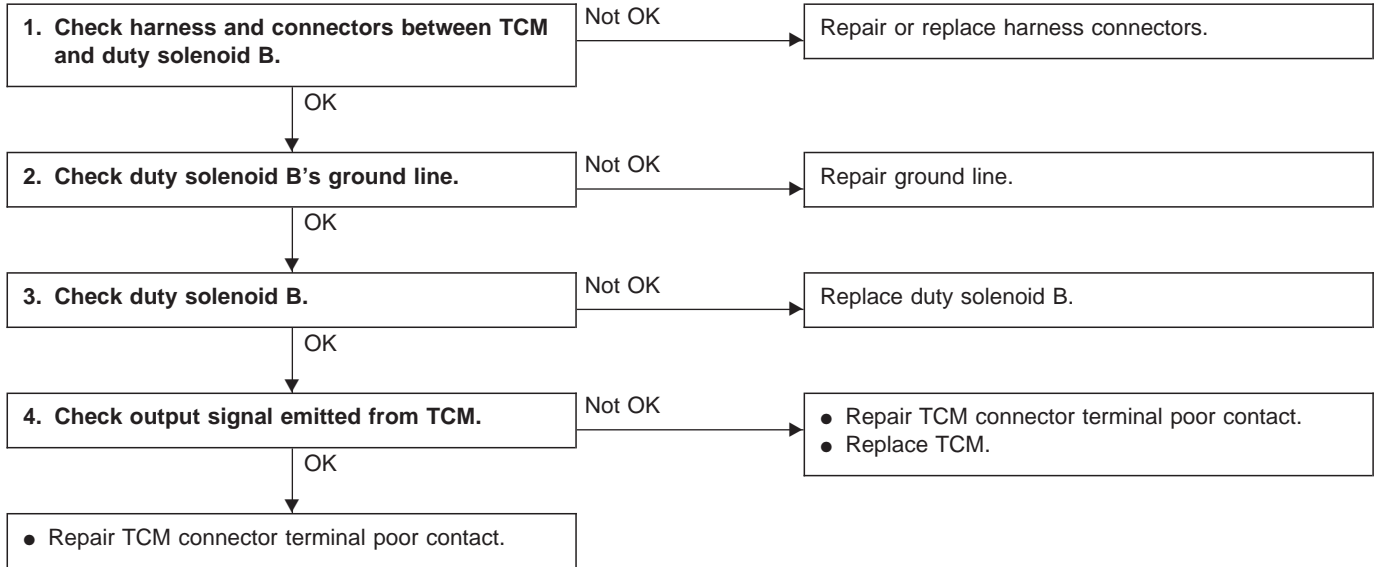 1. Check harness and connectors between TCM
and duty solenoid B.
Not OK
Repair or replace harness connectors.
OK
2. Check duty solenoid B’s ground line.
Not OK
Repair ground line.
OK
3. Check duty solenoid B.
Not OK
Replace duty solenoid B.
OK
4. Check output signal emitted from TCM.
Not OK
● Repair TCM connector terminal poor contact.
● Replace TCM.
OK
● Repair TCM connector terminal poor contact.